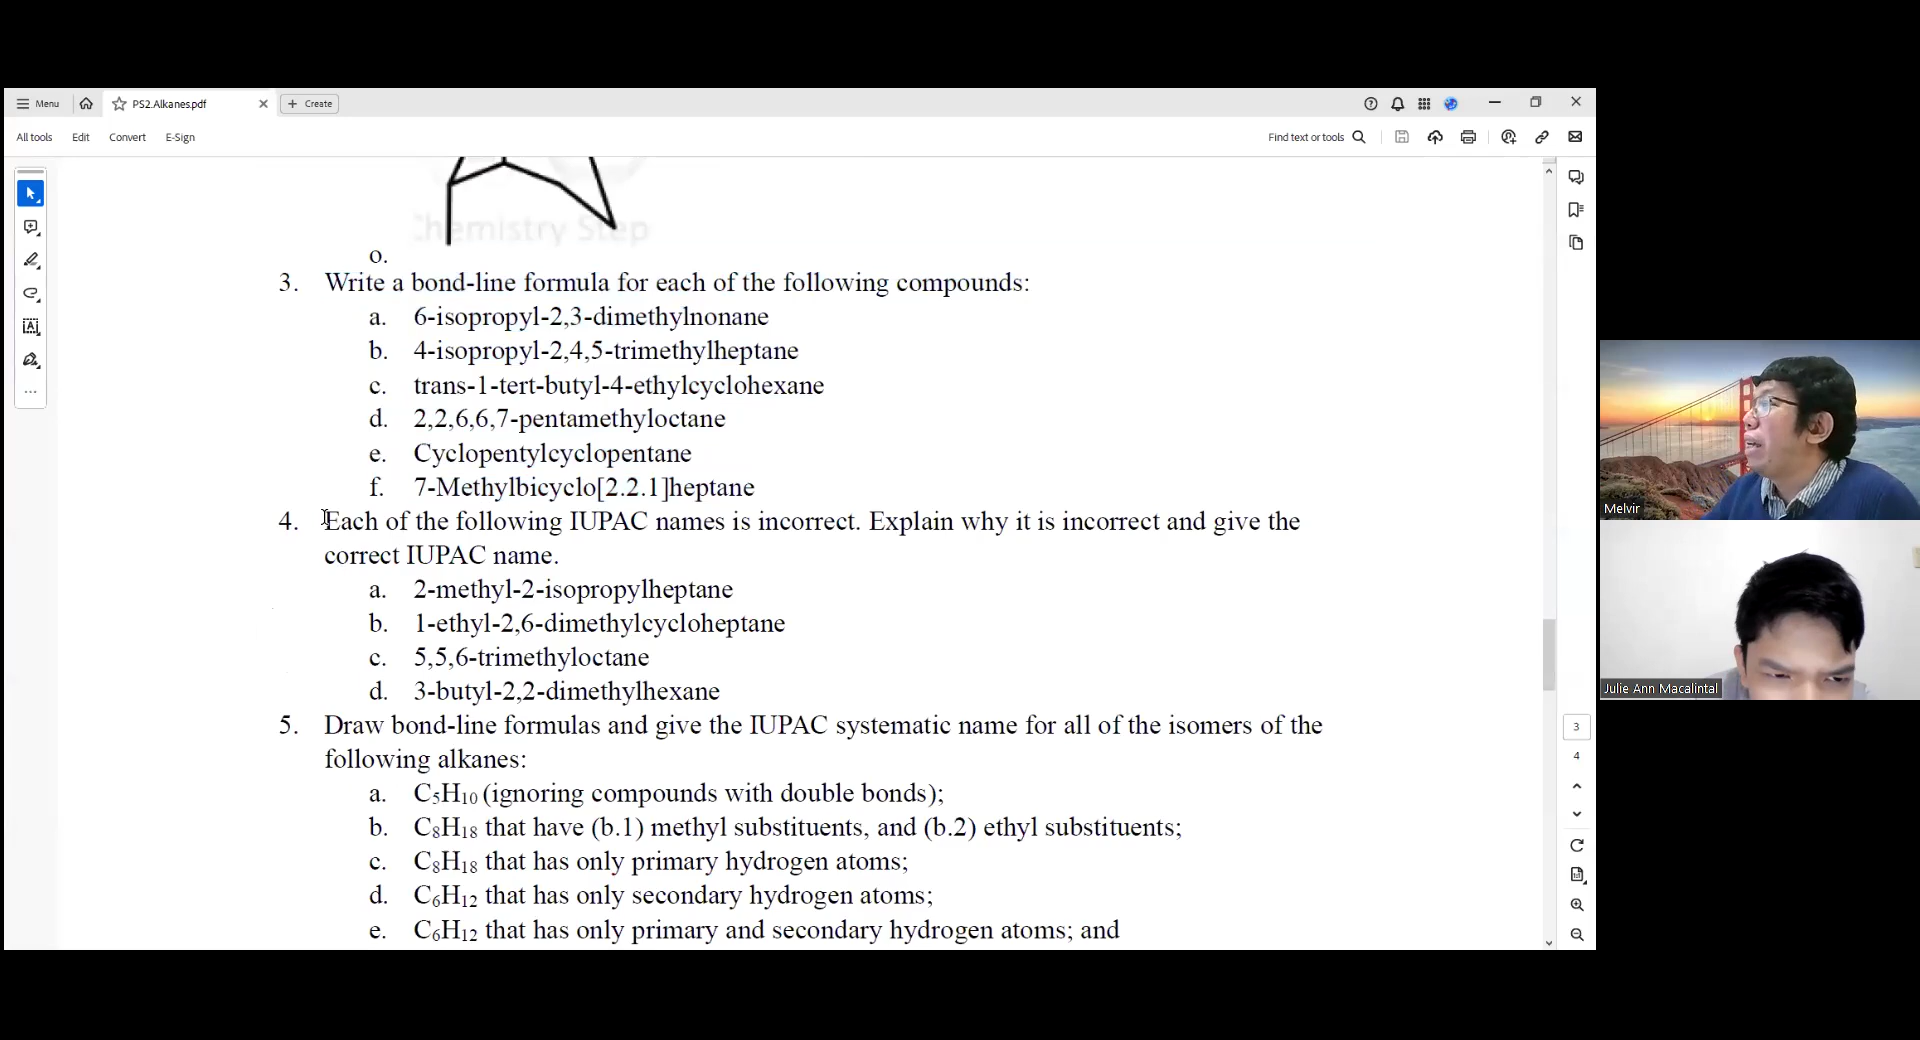 Menu
PS2.Alkanes.pdf
Create
All tools
Edit
Convert
E-Sign
Find text or tools
Chemistry Step
o.
3. Write a bond-line formula for each of the following compounds:
a. 6-isopropyl-2,3-dimethylnonane
b. 4-isopropyl-2,4,5-trimethylheptane
c. trans-1-tert-butyl-4-ethylcyclohexane
d. 2,2,6,6,7-pentamethyloctane
e. Cyclopentylcyclopentane
f. 7-Methylbicyclo[2.2.1]heptane
4. Each of the following IUPAC names is incorrect. Explain why it is incorrect and give the
correct IUPAC name.
a. 2-methyl-2-isopropylheptane
b. 1-ethyl-2,6-dimethylcycloheptane
c. 5,5,6-trimethyloctane
d. 3-butyl-2,2-dimethylhexane
5. Draw bond-line formulas and give the IUPAC systematic name for all of the isomers of the
following alkanes:
a. C₅H₁₀ (ignoring compounds with double bonds);
b. C₈H₁₈ that have (b.1) methyl substituents, and (b.2) ethyl substituents;
c. C₈H₁₈ that has only primary hydrogen atoms;
d. C₆H₁₂ that has only secondary hydrogen atoms;
e. C₆H₁₂ that has only primary and secondary hydrogen atoms; and
3
4
Melvir
Julie Ann Macalintal